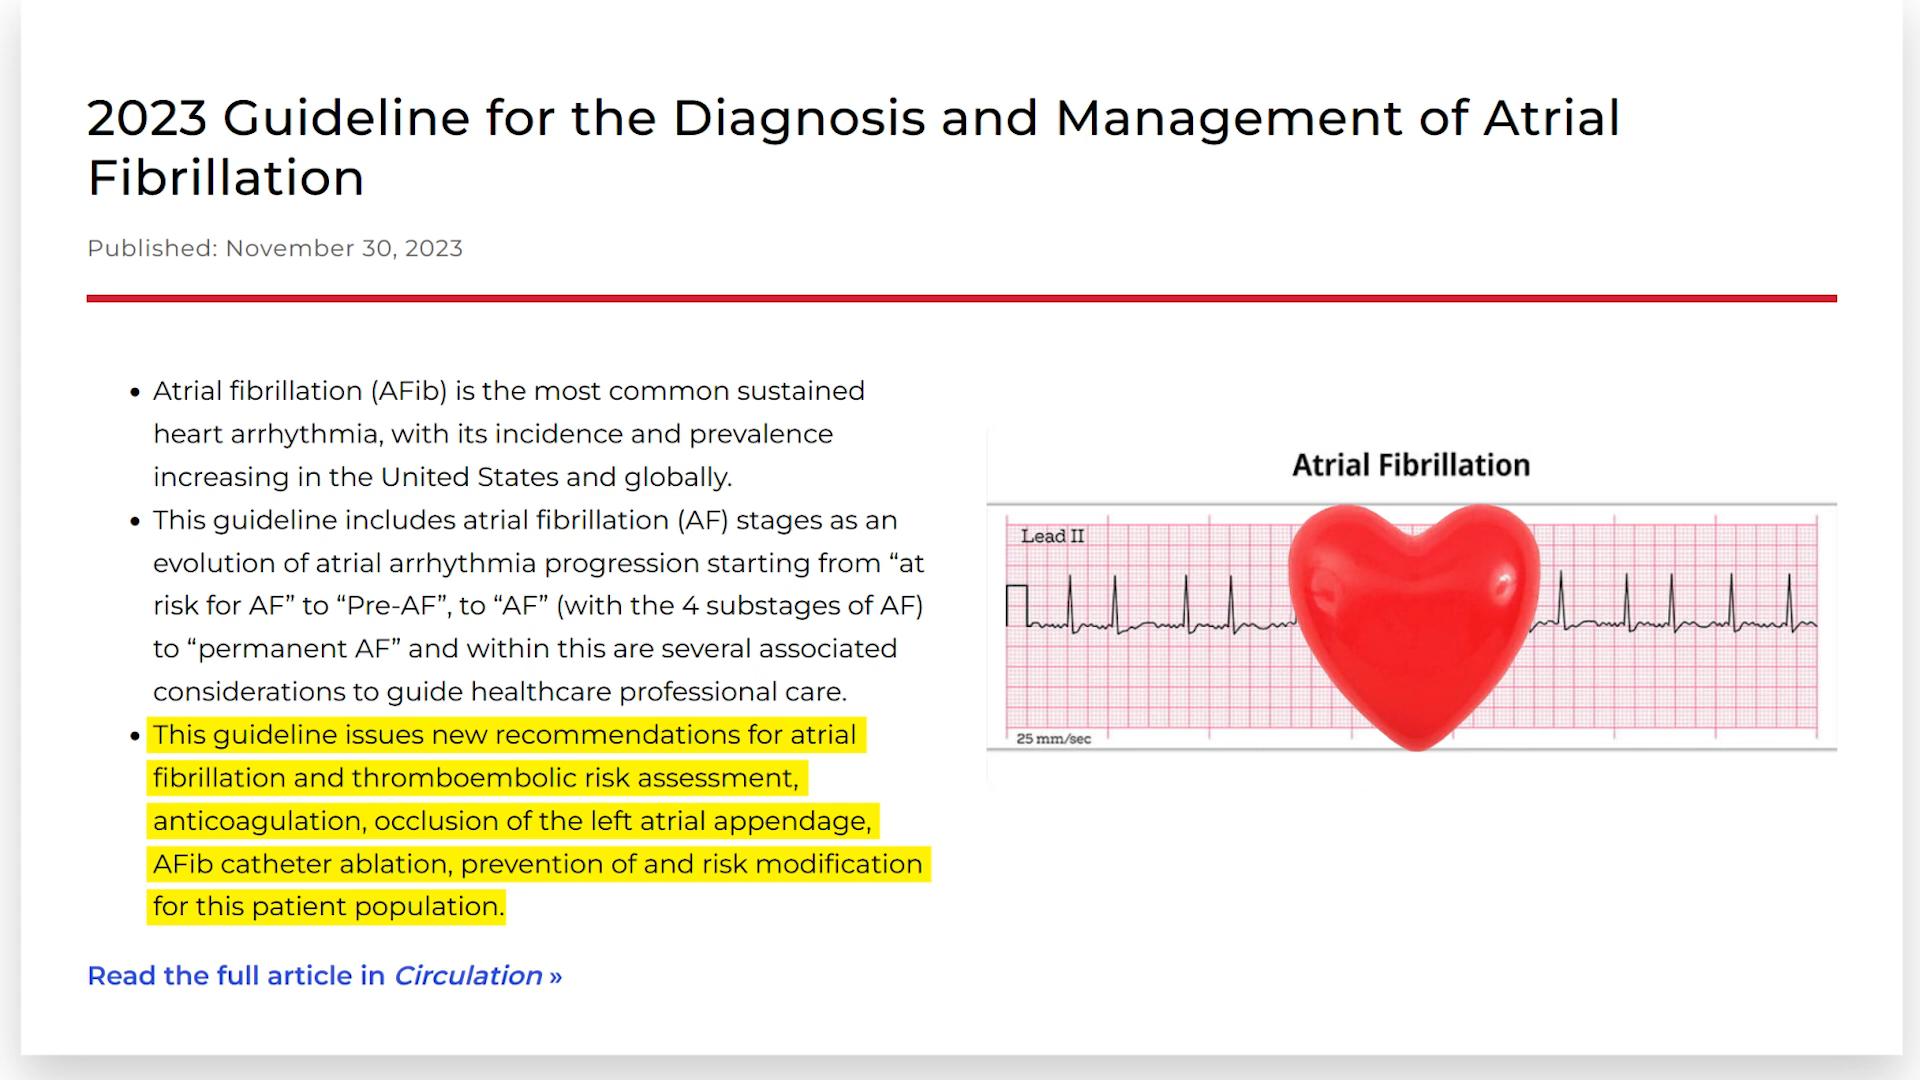 2023 Guideline for the Diagnosis and Management of Atrial
Fibrillation
Published: November 30, 2023
• Atrial fibrillation (AFib) is the most common sustained
heart arrhythmia, with its incidence and prevalence
increasing in the United States and globally.
• This guideline includes atrial fibrillation (AF) stages as an
evolution of atrial arrhythmia progression starting from “at
risk for AF” to “Pre-AF”, to “AF” (with the 4 substages of AF)
to “permanent AF” and within this are several associated
considerations to guide healthcare professional care.
• This guideline issues new recommendations for atrial
fibrillation and thromboembolic risk assessment,
anticoagulation, occlusion of the left atrial appendage,
AFib catheter ablation, prevention of and risk modification
for this patient population.
Read the full article in Circulation »
Atrial Fibrillation
Lead II
25 mm/sec